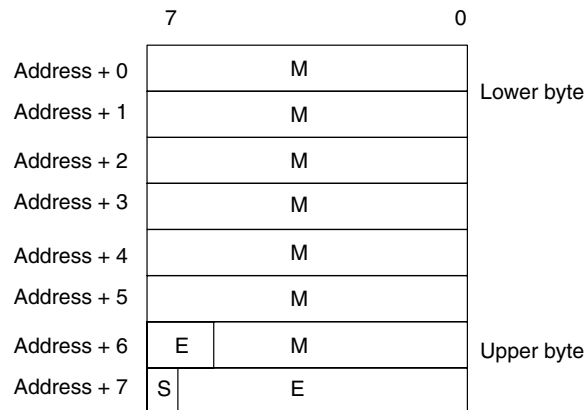 7 0
Address + 0 M
Lower byte
Address + 1 M
Address + 2 M
Address + 3 M
Address + 4 M
Address + 5 M
Address + 6 E M Upper byte
Address + 7 S E